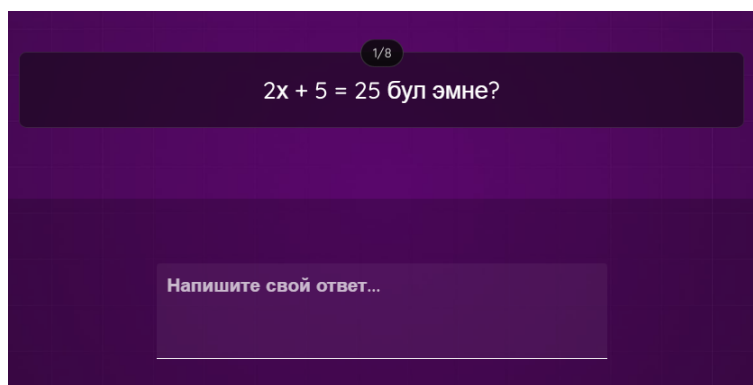 1/8
2x + 5 = 25 бул эмне?
Напишите свой ответ...